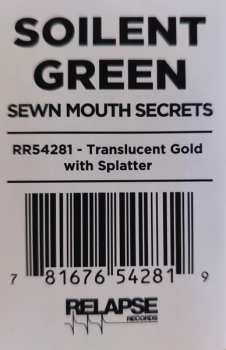 SOILENT
GREEN
SEWN MOUTH SECRETS
RR54281 - Translucent Gold
with Splatter
7 81676 54281 9
RELAPSE
RECORDS